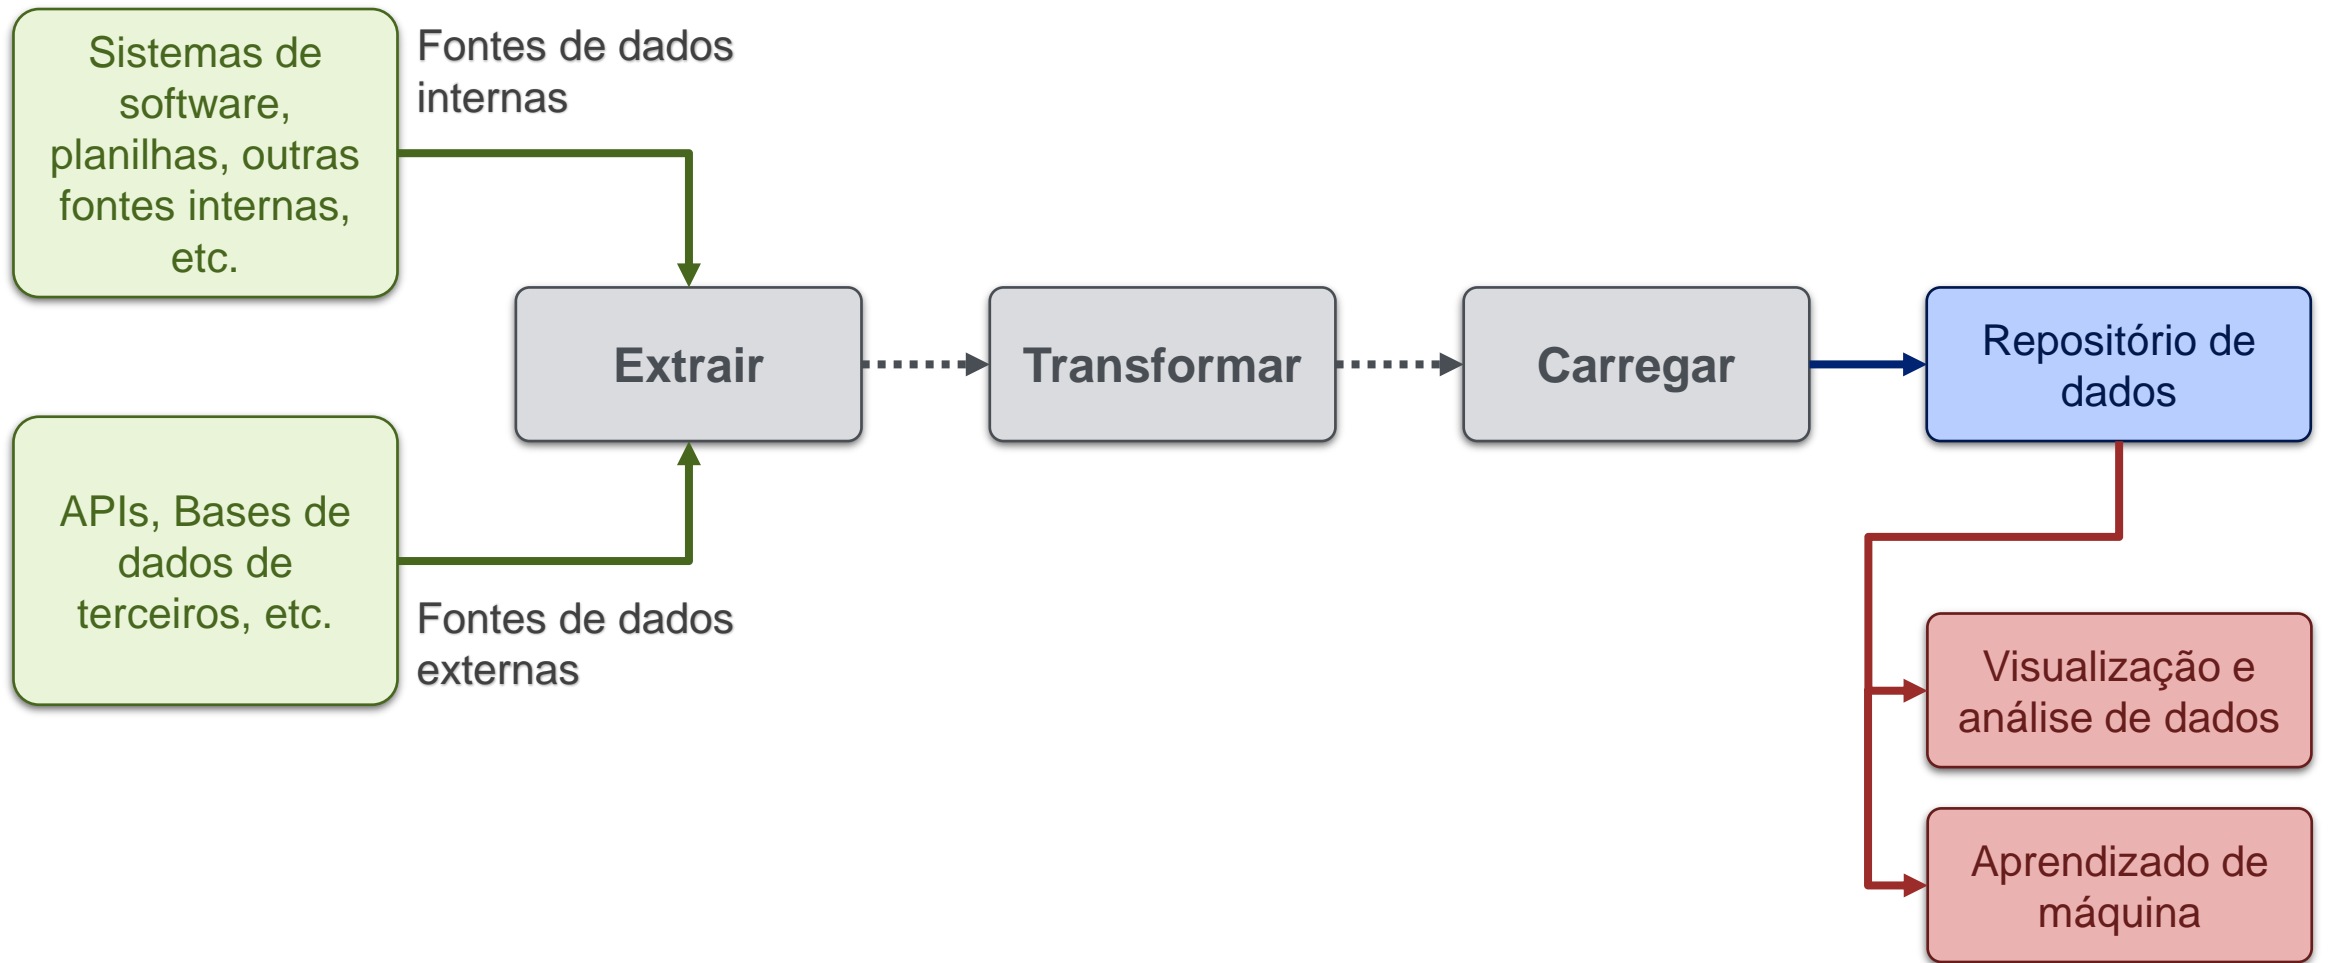 Sistemas de
software,
planilhas, outras
fontes internas,
etc.
Fontes de dados
internas
Extrair
Transformar
Carregar
Repositório de
dados
APIs, Bases de
dados de
terceiros, etc.
Fontes de dados
externas
Visualização e
análise de dados
Aprendizado de
máquina